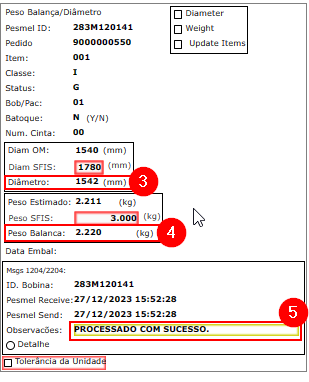 Peso Balança/Diâmetro
Diameter
Weight
Update Items
Pesmel ID: 283M120141
Pedido 9000000550
Item: 001
Classe: I
Status: G
Bob/Pac: 01
Batoque: N (Y/N)
Num. Cinta: 00
Diam OM: 1540 (mm)
Diam SFIS: 1780 (mm)
Diâmetro: 1542 (mm) 3
Peso Estimado: 2.211 (kg)
Peso SFIS: 3.000 (kg)
Peso Balanca: 2.220 (kg) 4
Data Embal:
Msgs 1204/2204:
ID. Bobina: 283M120141
Pesmel Receive: 27/12/2023 15:52:28
Pesmel Send: 27/12/2023 15:52:28 5
Observacões: PROCESSADO COM SUCESSO.
Detalhe
Tolerância da Unidade